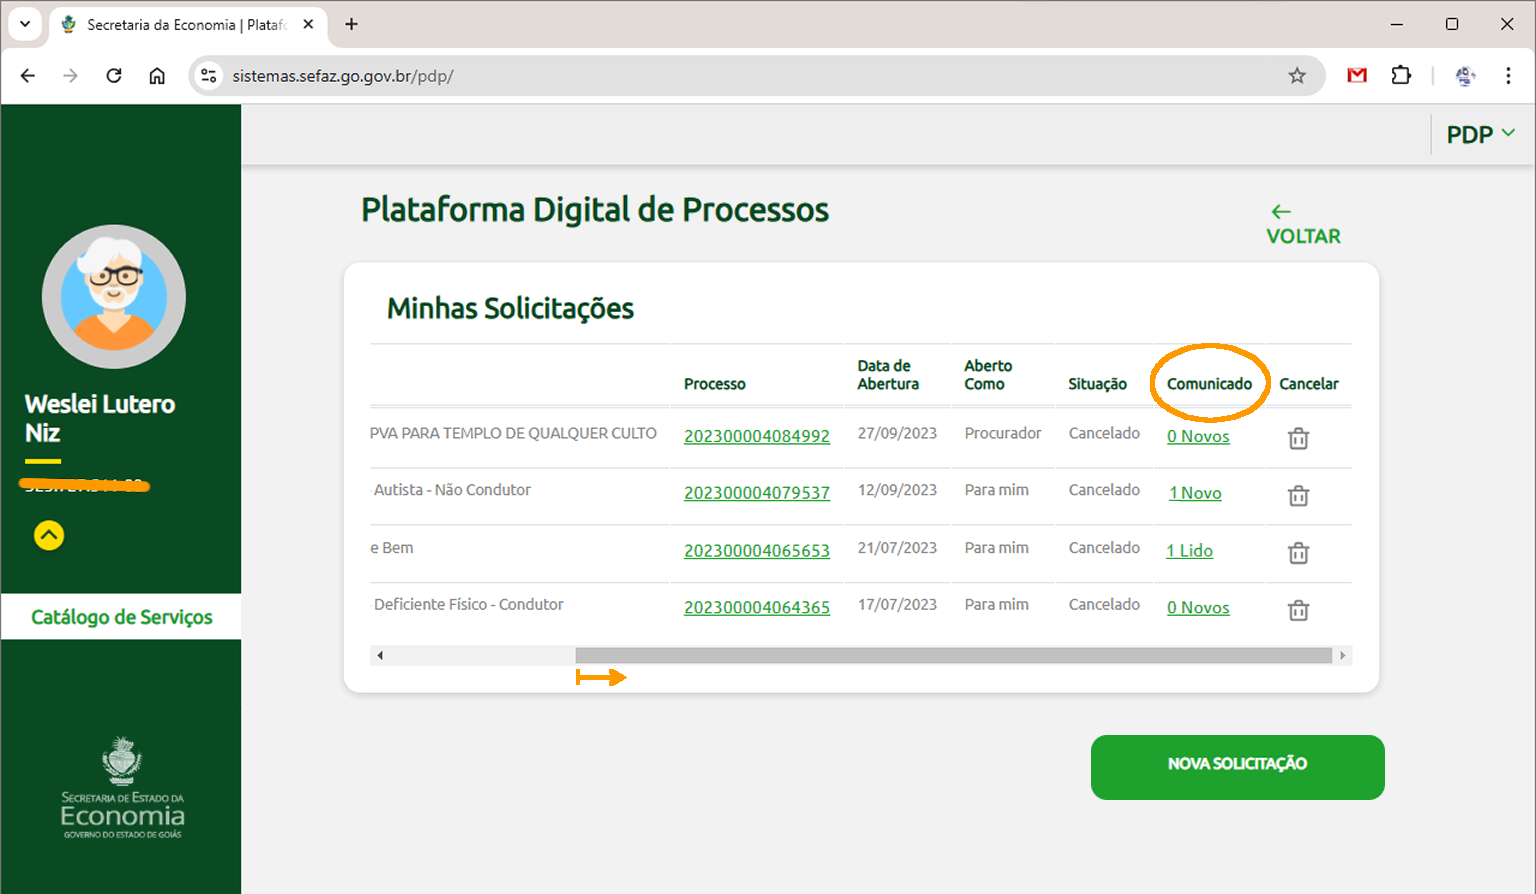 Secretaria da Economia | Plataf
sistemas.sefaz.go.gov.br/pdp/
PDP
Plataforma Digital de Processos
VOLTAR
Weslei Lutero
Niz
Catálogo de Serviços
SECRETARIA DE ESTADO DA
Economia
GOVERNO DO ESTADO DE GOIÁS
Minhas Solicitações
Processo Data de Abertura Aberto Como Situação Comunicado Cancelar
PVA PARA TEMPLO DE QUALQUER CULTO 202300004084992 27/09/2023 Procurador Cancelado 0 Novos
Autista - Não Condutor 202300004079537 12/09/2023 Para mim Cancelado 1 Novo
e Bem 202300004065653 21/07/2023 Para mim Cancelado 1 Lido
Deficiente Físico - Condutor 202300004064365 17/07/2023 Para mim Cancelado 0 Novos
NOVA SOLICITAÇÃO